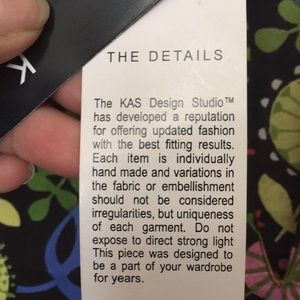 K
THE DETAILS
The KAS Design Studio™
has developed a reputation
for offering updated fashion
with the best fitting results.
Each item is individually
hand made and variations in
the fabric or embellishment
should not be considered
irregularities, but uniqueness
of each garment. Do not
expose to direct strong light
This piece was designed to
be a part of your wardrobe
for years.